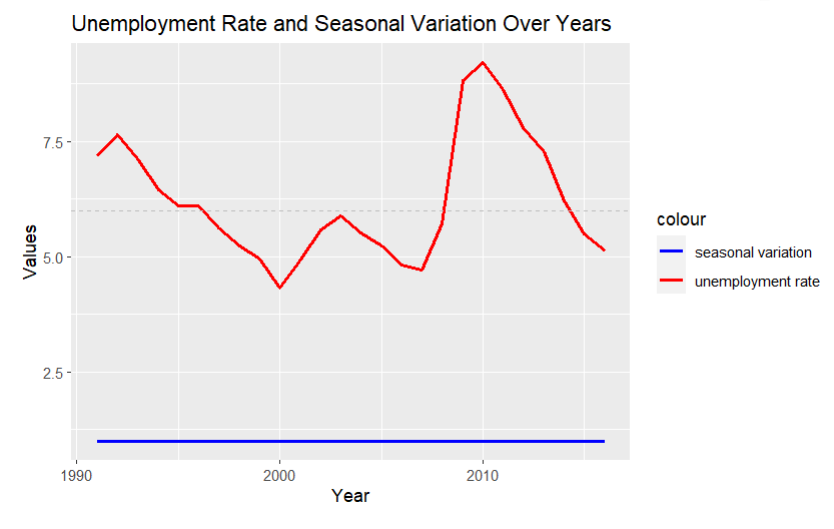 Unemployment Rate and Seasonal Variation Over Years
Values
7.5
5.0
2.5
1990
2000
2010
Year
colour
seasonal variation
unemployment rate